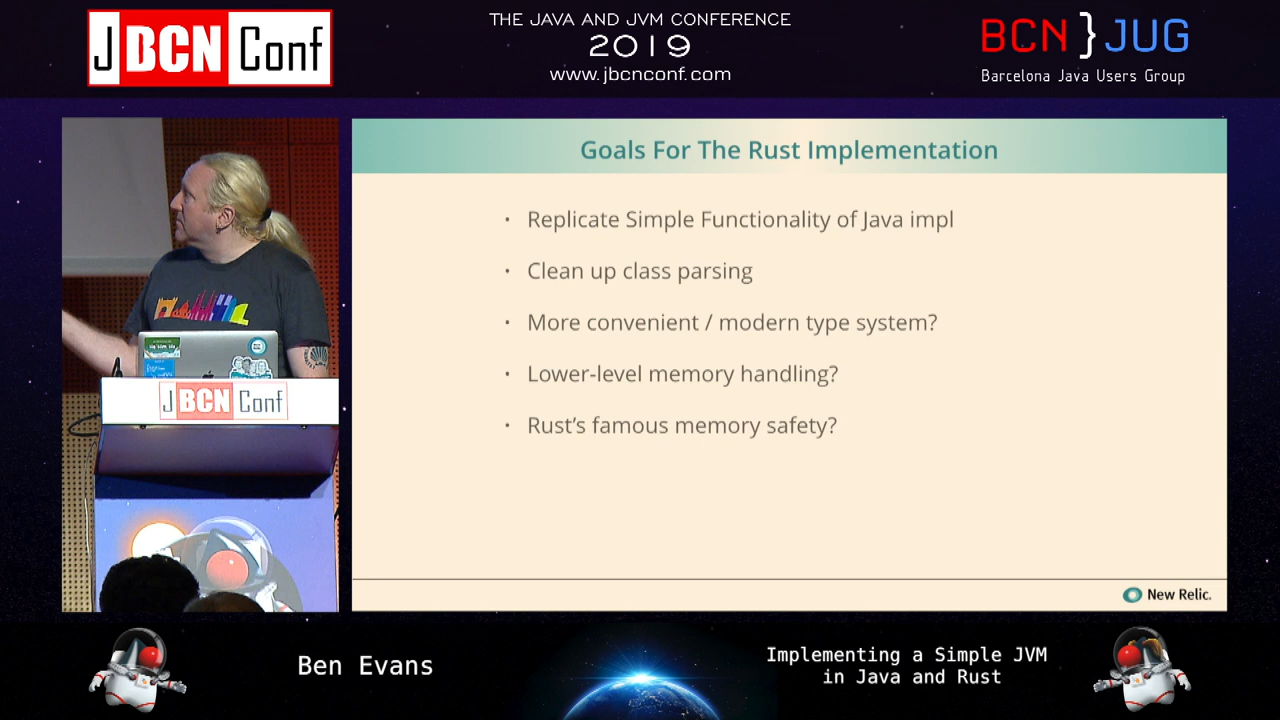 JBCNConf
THE JAVA AND JVM CONFERENCE
2019
www.jbcnconf.com
BCN}JUG
Barcelona Java Users Group
Goals For The Rust Implementation
• Replicate Simple Functionality of Java impl
• Clean up class parsing
• More convenient / modern type system?
• Lower-level memory handling?
• Rust's famous memory safety?
New Relic.
JBCNConf
Ben Evans
Implementing a Simple JVM
in Java and Rust